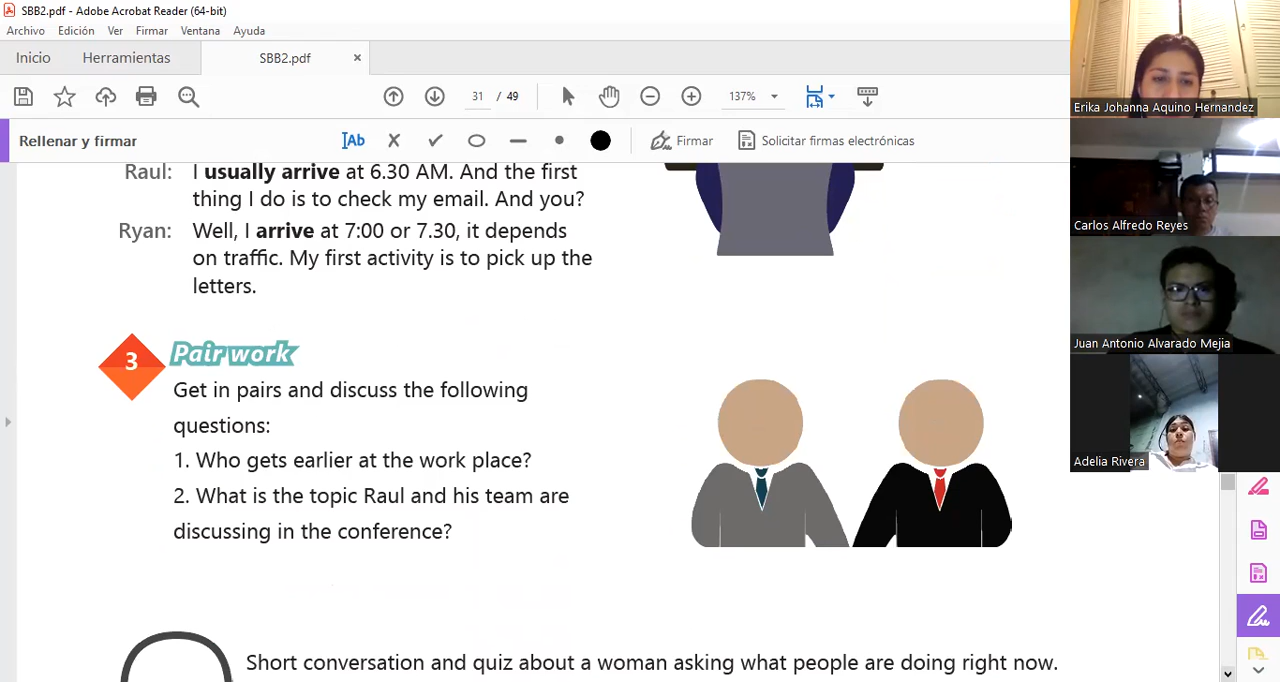 SBB2.pdf - Adobe Acrobat Reader (64-bit)
Archivo Edición Ver Firmar Ventana Ayuda
Inicio Herramientas SBB2.pdf ×
31 / 49 137%
Rellenar y firmar Ab Firmar Solicitar firmas electrónicas
Raul: I usually arrive at 6.30 AM. And the first
thing I do is to check my email. And you?
Ryan: Well, I arrive at 7:00 or 7.30, it depends
on traffic. My first activity is to pick up the
letters.
3 Pair work
Get in pairs and discuss the following
questions:
1. Who gets earlier at the work place?
2. What is the topic Raul and his team are
discussing in the conference?
Short conversation and quiz about a woman asking what people are doing right now.
Erika Johanna Aquino Hernandez
Carlos Alfredo Reyes
Juan Antonio Alvarado Mejia
Adelia Rivera